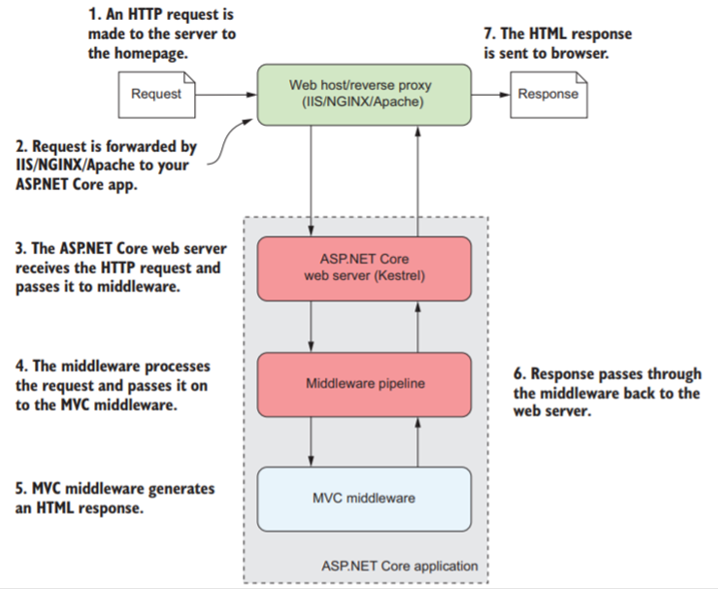 1. An HTTP request is
made to the server to
the homepage.
7. The HTML response
is sent to browser.
Request
Web host/reverse proxy
(IIS/NGINX/Apache)
Response
2. Request is forwarded by
IIS/NGINX/Apache to your
ASP.NET Core app.
3. The ASP.NET Core web server
receives the HTTP request and
passes it to middleware.
ASP.NET Core
web server (Kestrel)
4. The middleware processes
the request and passes it on
to the MVC middleware.
Middleware pipeline
6. Response passes through
the middleware back to the
web server.
5. MVC middleware generates
an HTML response.
MVC middleware
ASP.NET Core application